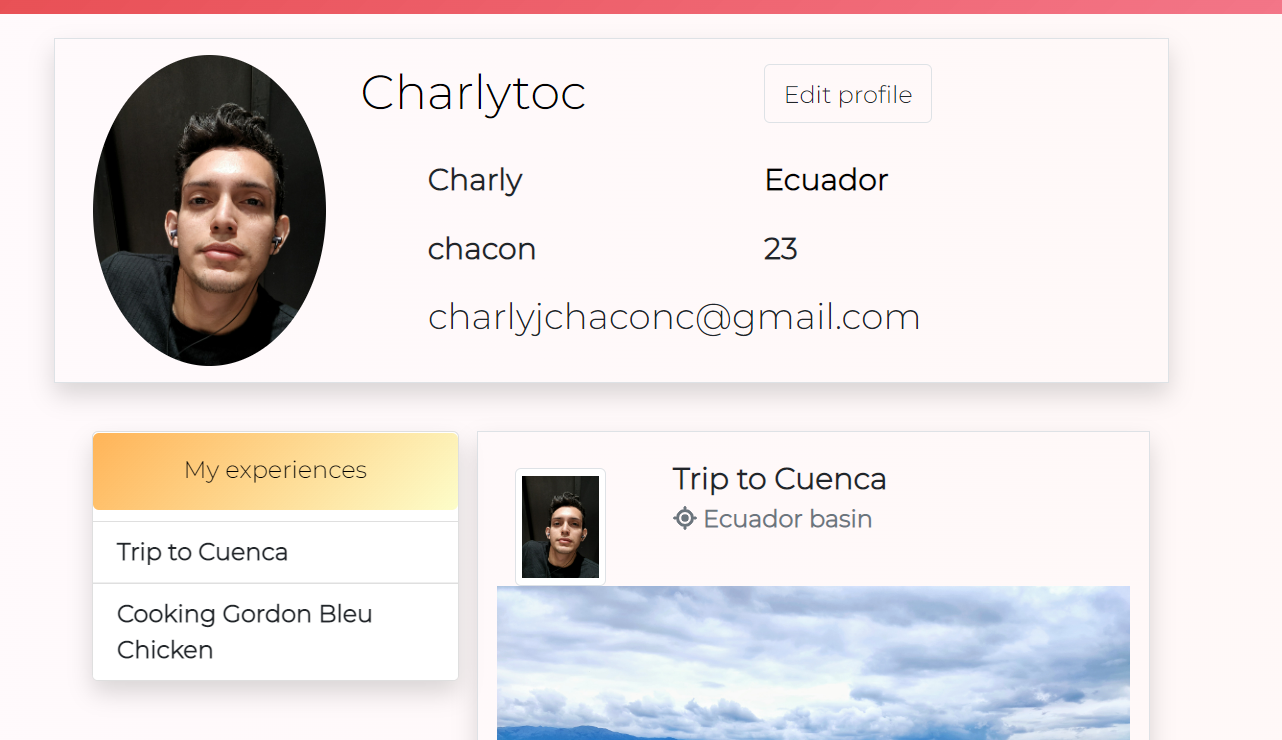 Charlytoc
Edit profile
Charly
Ecuador
chacon
23
charlyjchaconc@gmail.com
My experiences
Trip to Cuenca
Cooking Gordon Bleu
Chicken
Trip to Cuenca
Ecuador basin